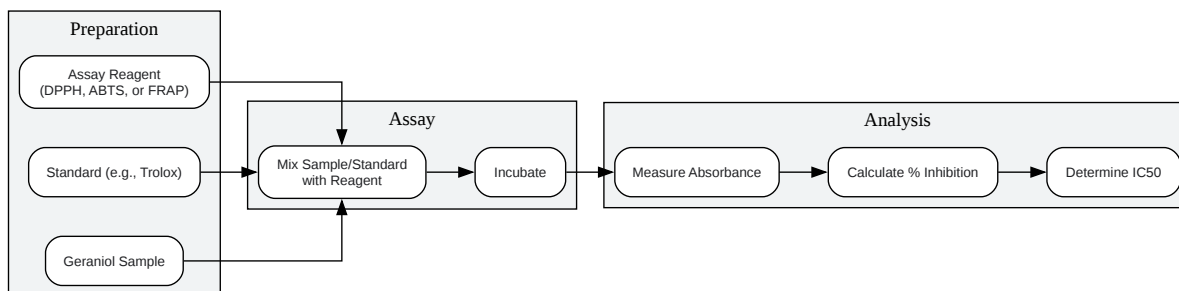 Preparation
Assay Reagent
(DPPH, ABTS, or FRAP)
Standard (e.g., Trolox)
Geraniol Sample
Assay
Mix Sample/Standard
with Reagent
Incubate
Analysis
Measure Absorbance
Calculate % Inhibition
Determine IC50